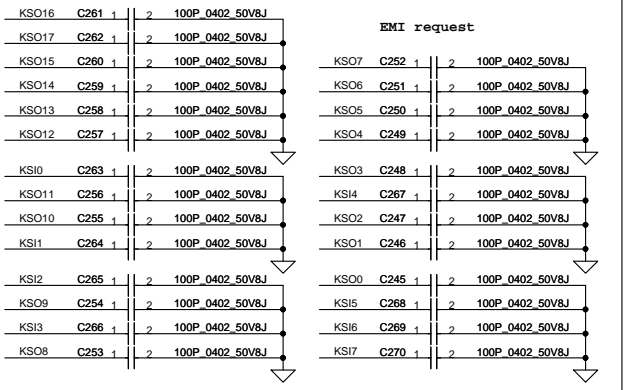 KSO16 C261 1 2 100P_0402_50V8J
KSO17 C262 1 2 100P_0402_50V8J
KSO15 C260 1 2 100P_0402_50V8J
KSO14 C259 1 2 100P_0402_50V8J
KSO13 C258 1 2 100P_0402_50V8J
KSO12 C257 1 2 100P_0402_50V8J
KSI0 C263 1 2 100P_0402_50V8J
KSO11 C256 1 2 100P_0402_50V8J
KSO10 C255 1 2 100P_0402_50V8J
KSI1 C264 1 2 100P_0402_50V8J
KSI2 C265 1 2 100P_0402_50V8J
KSO9 C254 1 2 100P_0402_50V8J
KSI3 C266 1 2 100P_0402_50V8J
KSO8 C253 1 2 100P_0402_50V8J
EMI request
KSO7 C252 1 2 100P_0402_50V8J
KSO6 C251 1 2 100P_0402_50V8J
KSO5 C250 1 2 100P_0402_50V8J
KSO4 C249 1 2 100P_0402_50V8J
KSO3 C248 1 2 100P_0402_50V8J
KSI4 C267 1 2 100P_0402_50V8J
KSO2 C247 1 2 100P_0402_50V8J
KSO1 C246 1 2 100P_0402_50V8J
KSO0 C245 1 2 100P_0402_50V8J
KSI5 C268 1 2 100P_0402_50V8J
KSI6 C269 1 2 100P_0402_50V8J
KSI7 C270 1 2 100P_0402_50V8J